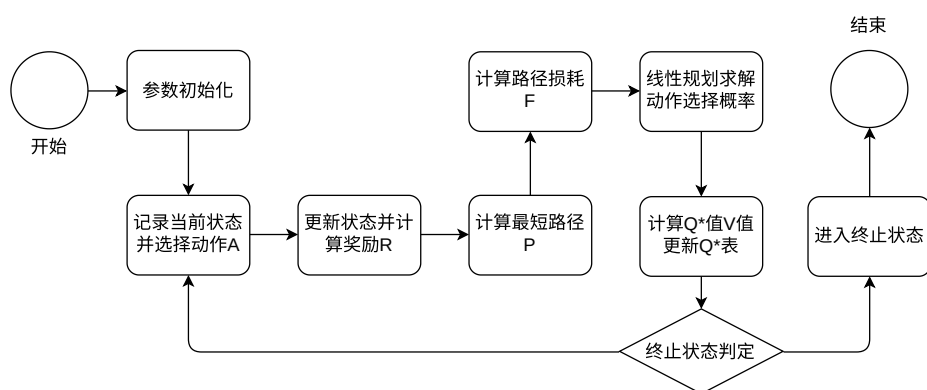 开始
参数初始化
记录当前状态
并选择动作A
更新状态并计
算奖励R
计算最短路径
P
计算路径损耗
F
线性规划求解
动作选择概率
计算Q*值V值
更新Q*表
终止状态判定
进入终止状态
结束